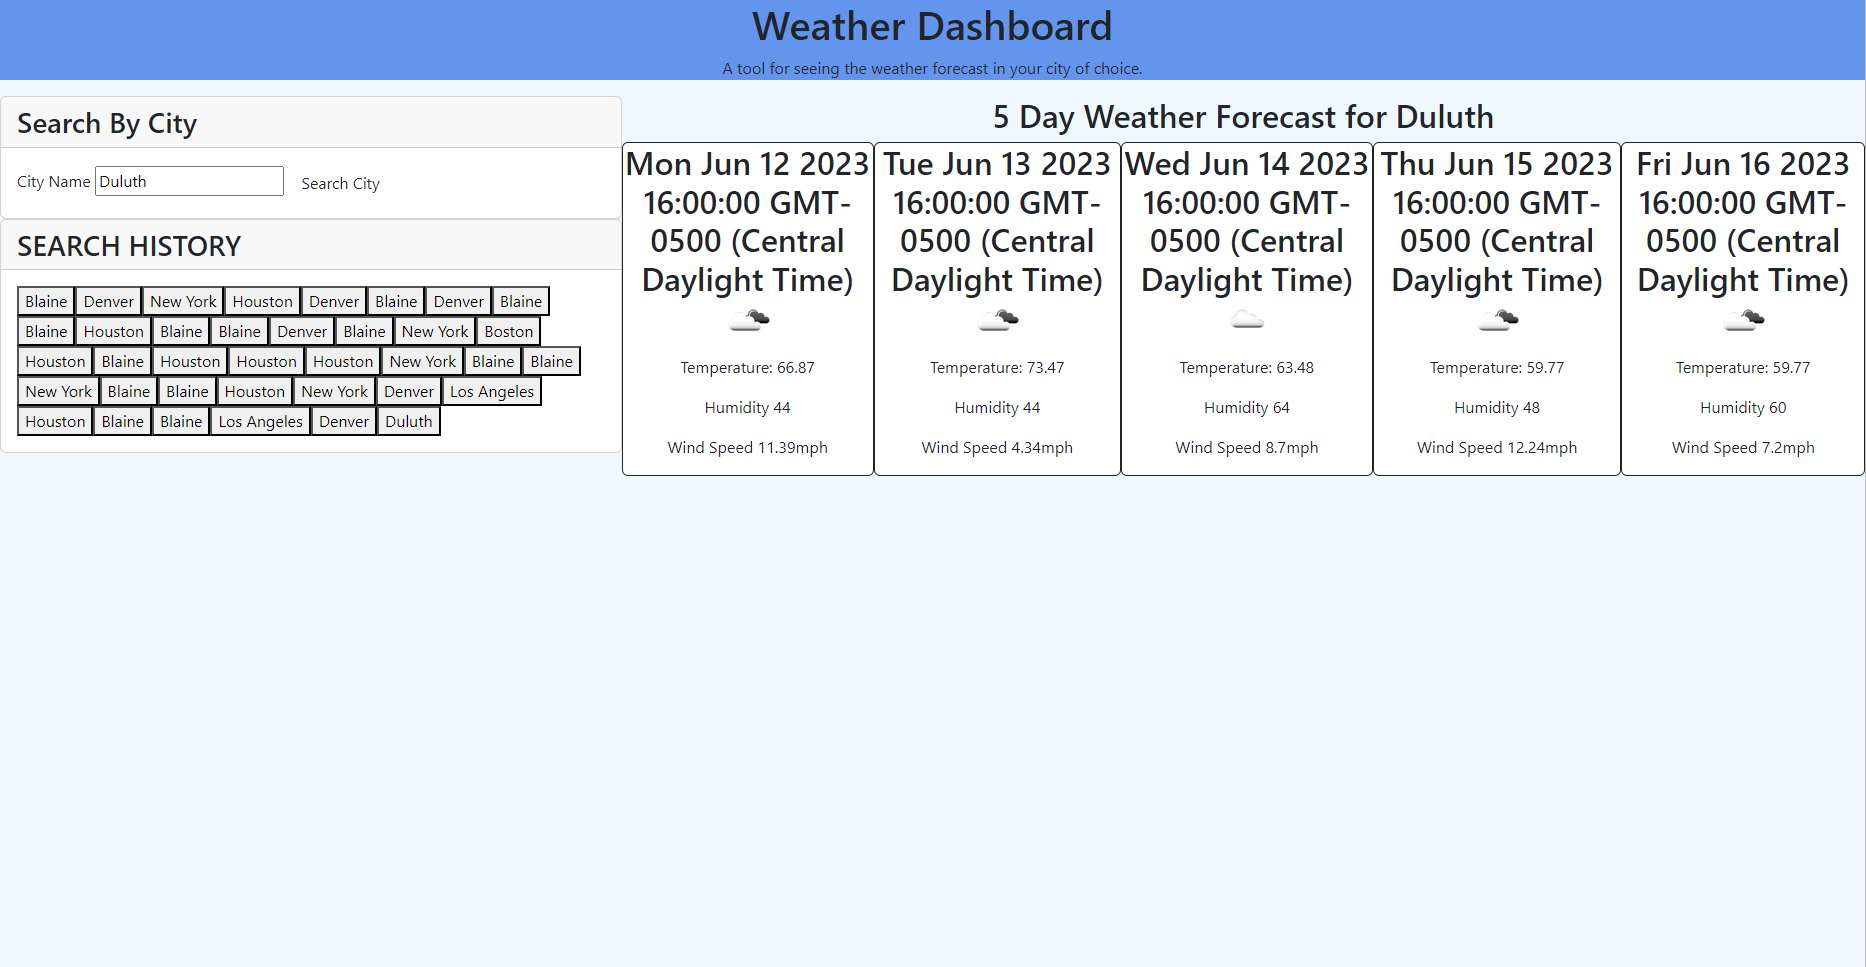 Weather Dashboard
A tool for seeing the weather forecast in your city of choice.
Search By City
City Name Duluth Search City
SEARCH HISTORY
Blaine Denver New York Houston Denver Blaine Denver Blaine
Blaine Houston Blaine Blaine Denver Blaine New York Boston
Houston Blaine Houston Houston Houston New York Blaine Blaine
New York Blaine Blaine Houston New York Denver Los Angeles
Houston Blaine Blaine Los Angeles Denver Duluth
5 Day Weather Forecast for Duluth
Mon Jun 12 2023
16:00:00 GMT-
0500 (Central
Daylight Time)
Temperature: 66.87
Humidity 44
Wind Speed 11.39mph
Tue Jun 13 2023
16:00:00 GMT-
0500 (Central
Daylight Time)
Temperature: 73.47
Humidity 44
Wind Speed 4.34mph
Wed Jun 14 2023
16:00:00 GMT-
0500 (Central
Daylight Time)
Temperature: 63.48
Humidity 64
Wind Speed 8.7mph
Thu Jun 15 2023
16:00:00 GMT-
0500 (Central
Daylight Time)
Temperature: 59.77
Humidity 48
Wind Speed 12.24mph
Fri Jun 16 2023
16:00:00 GMT-
0500 (Central
Daylight Time)
Temperature: 59.77
Humidity 60
Wind Speed 7.2mph